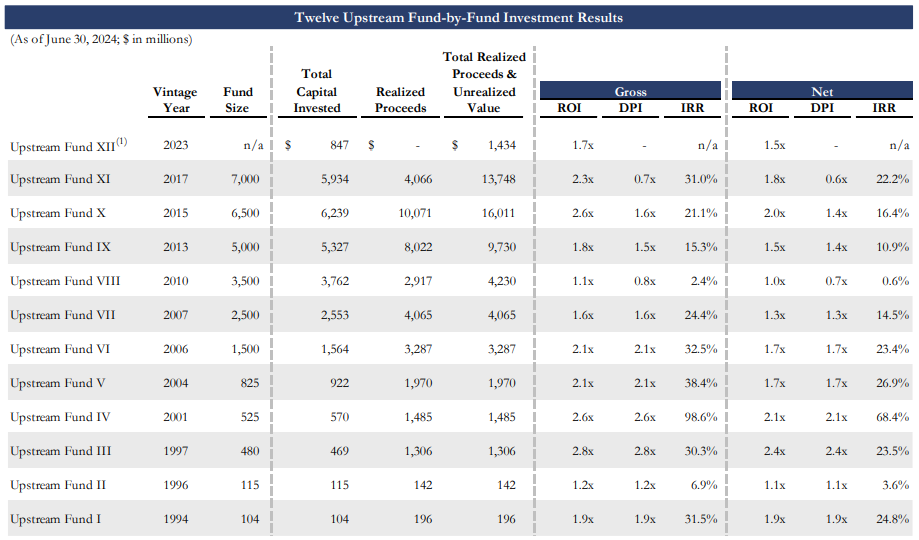 Twelve Upstream Fund-by-Fund Investment Results
(As of June 30, 2024; $ in millions)
Total Realized
Total Proceeds &
Vintage Fund Capital Realized Unrealized Gross Net
Year Size Invested Proceeds Value ROI DPI IRR ROI DPI IRR
Upstream Fund XII(1) 2023 n/a $ 847 $ - $ 1,434 1.7x - n/a 1.5x - n/a
Upstream Fund XI 2017 7,000 5,934 4,066 13,748 2.3x 0.7x 31.0% 1.8x 0.6x 22.2%
Upstream Fund X 2015 6,500 6,239 10,071 16,011 2.6x 1.6x 21.1% 2.0x 1.4x 16.4%
Upstream Fund IX 2013 5,000 5,327 8,022 9,730 1.8x 1.5x 15.3% 1.5x 1.4x 10.9%
Upstream Fund VIII 2010 3,500 3,762 2,917 4,230 1.1x 0.8x 2.4% 1.0x 0.7x 0.6%
Upstream Fund VII 2007 2,500 2,553 4,065 4,065 1.6x 1.6x 24.4% 1.3x 1.3x 14.5%
Upstream Fund VI 2006 1,500 1,564 3,287 3,287 2.1x 2.1x 32.5% 1.7x 1.7x 23.4%
Upstream Fund V 2004 825 922 1,970 1,970 2.1x 2.1x 38.4% 1.7x 1.7x 26.9%
Upstream Fund IV 2001 525 570 1,485 1,485 2.6x 2.6x 98.6% 2.1x 2.1x 68.4%
Upstream Fund III 1997 480 469 1,306 1,306 2.8x 2.8x 30.3% 2.4x 2.4x 23.5%
Upstream Fund II 1996 115 115 142 142 1.2x 1.2x 6.9% 1.1x 1.1x 3.6%
Upstream Fund I 1994 104 104 196 196 1.9x 1.9x 31.5% 1.9x 1.9x 24.8%